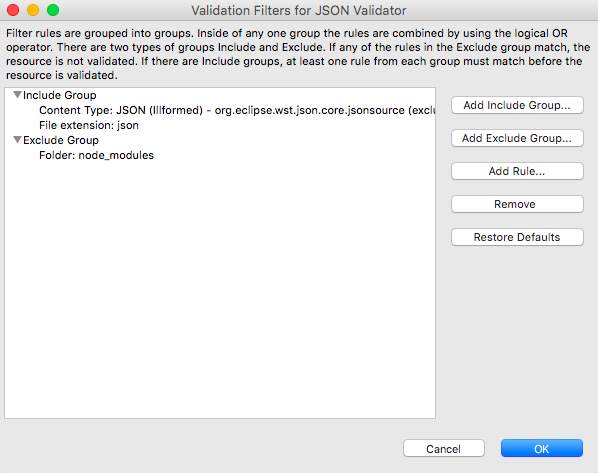 Validation Filters for JSON Validator
Filter rules are grouped into groups. Inside of any one group the rules are combined by using the logical OR
operator. There are two types of groups Include and Exclude. If any of the rules in the Exclude group match, the
resource is not validated. If there are Include groups, at least one rule from each group must match before the
resource is validated.
Include Group
Content Type: JSON (Illformed) - org.eclipse.wst.json.core.jsonsource (exclu
File extension: json
Exclude Group
Folder: node_modules
Add Include Group...
Add Exclude Group...
Add Rule...
Remove
Restore Defaults
Cancel
OK